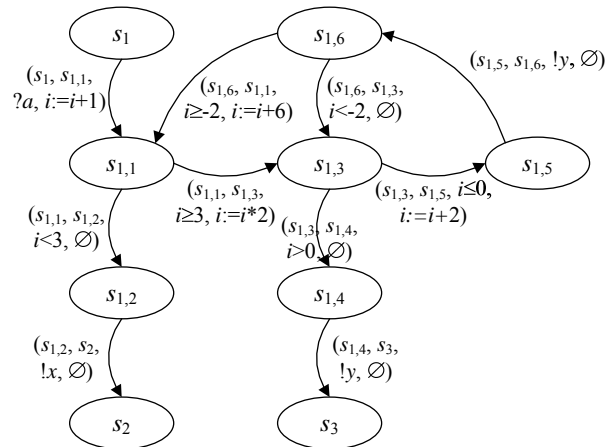 s1
s1,6
(s1, s1,1,
?a, i:=i+1)
(s1,6, s1,1,
i≥-2, i:=i+6)
(s1,6, s1,3,
i<-2, ∅)
(s1,5, s1,6, !y, ∅)
s1,1
s1,3
s1,5
(s1,1, s1,3,
i≥3, i:=i*2)
(s1,3, s1,5, i≤0,
i:=i+2)
(s1,1, s1,2,
i<3, ∅)
(s1,3, s1,4,
i>0, ∅)
s1,2
s1,4
(s1,2, s2,
!x, ∅)
(s1,4, s3,
!y, ∅)
s2
s3